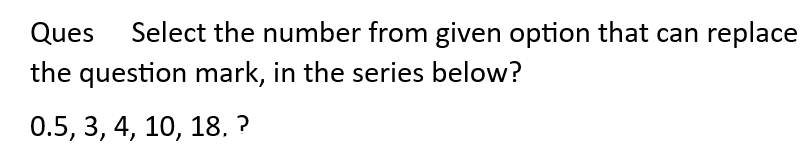 Ques Select the number from given option that can replace
the question mark, in the series below?
0.5, 3, 4, 10, 18. ?